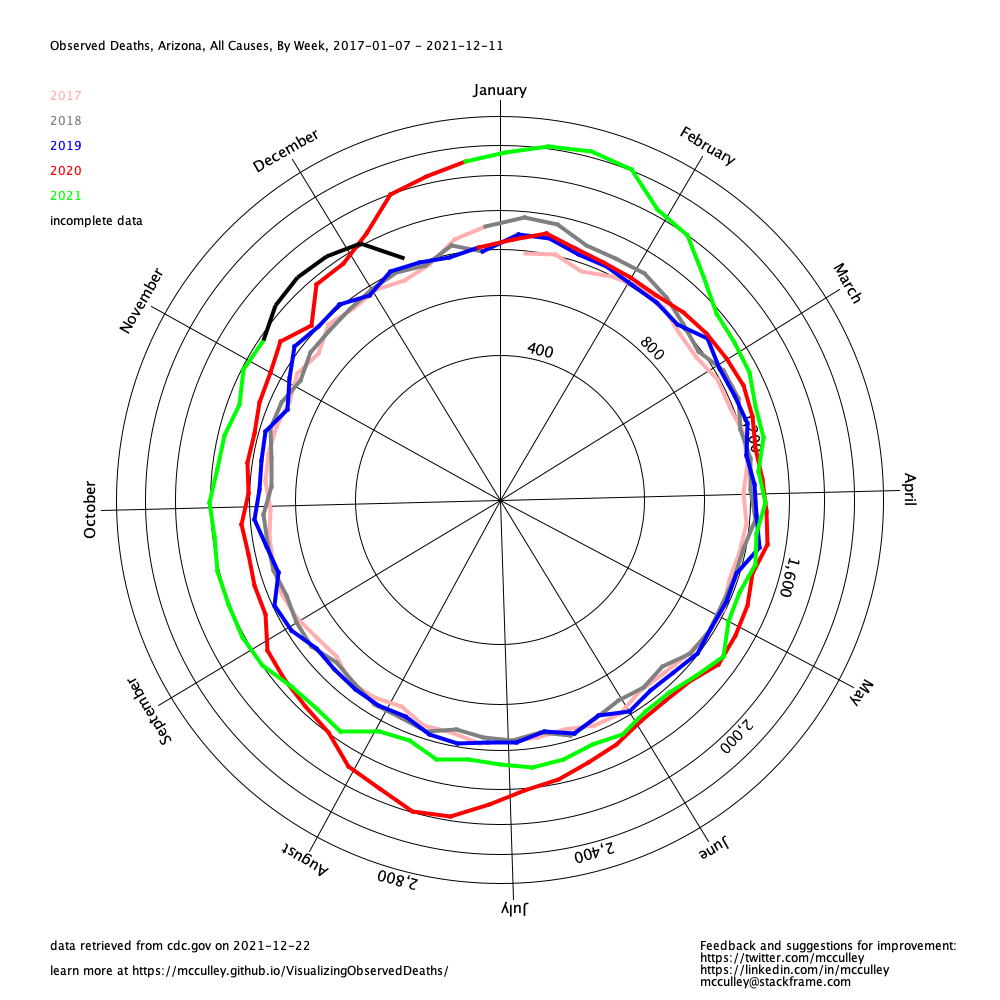 Observed Deaths, Arizona, All Causes, By Week, 2017-01-07 - 2021-12-11
2017
2018
2019
2020
2021
incomplete data
January
February
March
April
May
June
July
August
September
October
November
December
400
800
1,200
1,600
2,000
2,400
2,800
data retrieved from cdc.gov on 2021-12-22
learn more at https://mcculley.github.io/VisualizingObservedDeaths/
Feedback and suggestions for improvement:
https://twitter.com/mcculley
https://linkedin.com/in/mcculley
mcculley@stackframe.com